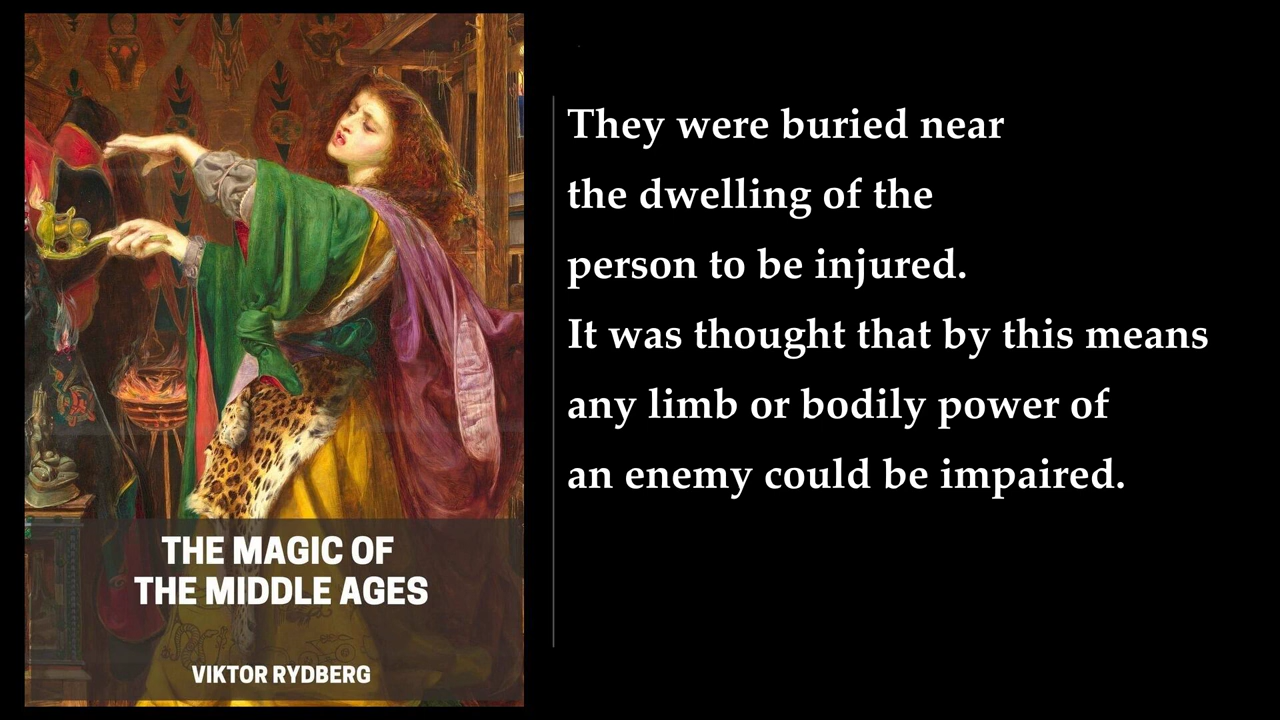 THE MAGIC OF
THE MIDDLE AGES
VIKTOR RYDBERG
They were buried near
the dwelling of the
person to be injured.
It was thought that by this means
any limb or bodily power of
an enemy could be impaired.